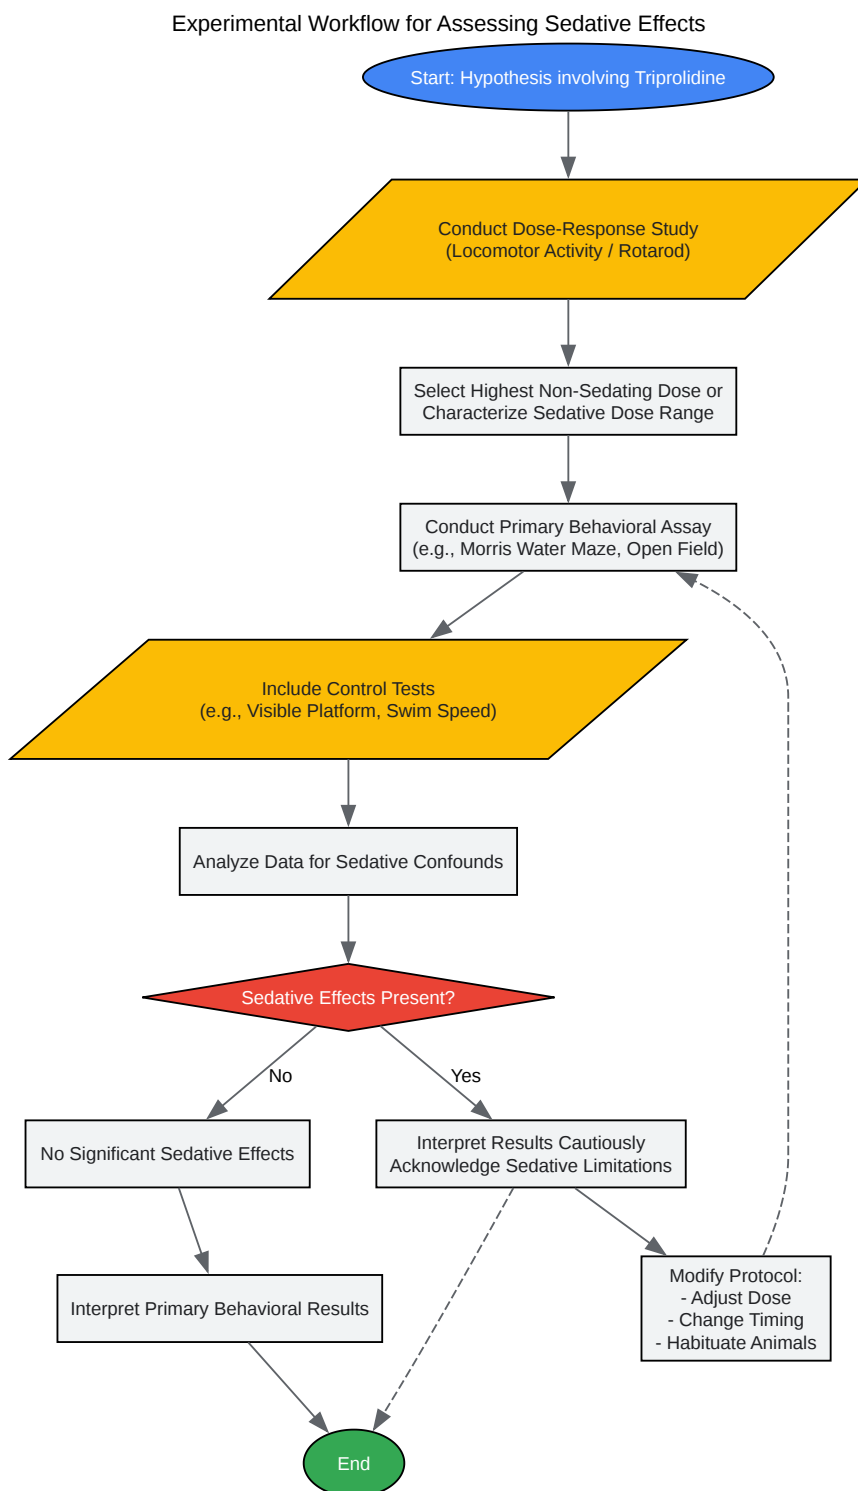 Experimental Workflow for Assessing Sedative Effects
Start: Hypothesis involving Triprolidine
Conduct Dose-Response Study
(Locomotor Activity / Rotarod)
Select Highest Non-Sedating Dose or
Characterize Sedative Dose Range
Conduct Primary Behavioral Assay
(e.g., Morris Water Maze, Open Field)
Include Control Tests
(e.g., Visible Platform, Swim Speed)
Analyze Data for Sedative Confounds
Sedative Effects Present?
No
Yes
No Significant Sedative Effects
Interpret Results Cautiously
Acknowledge Sedative Limitations
Interpret Primary Behavioral Results
Modify Protocol:
- Adjust Dose
- Change Timing
- Habituate Animals
End